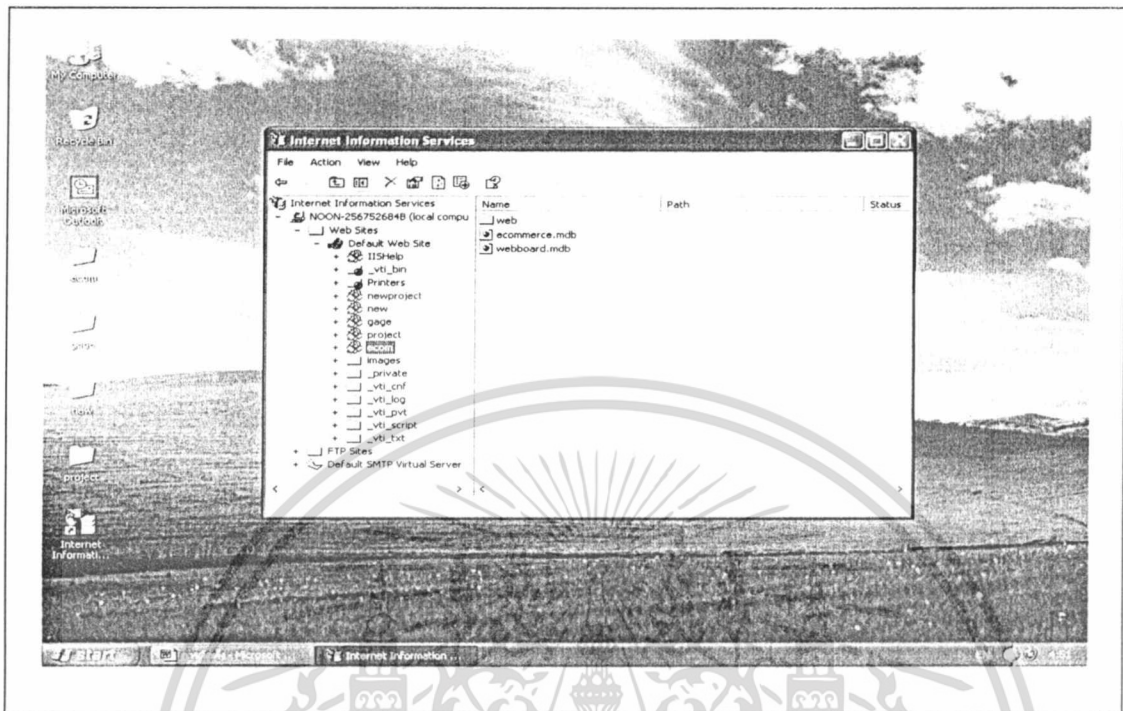 My Computer
Recycle Bin
Microsoft
Outlook
project
Internet
Informati...
Internet Information Services
File Action View Help
Internet Information Services
NOON-256752684B (local compu
Web Sites
Default Web Site
IISHelp
_vti_bin
Printers
newproject
new
gage
project
images
_private
_vti_cnf
_vti_log
_vti_pvt
_vti_script
_vti_txt
FTP Sites
Default SMTP Virtual Server
Name Path Status
web
ecommerce.mdb
webboard.mdb
start
Internet Information ...